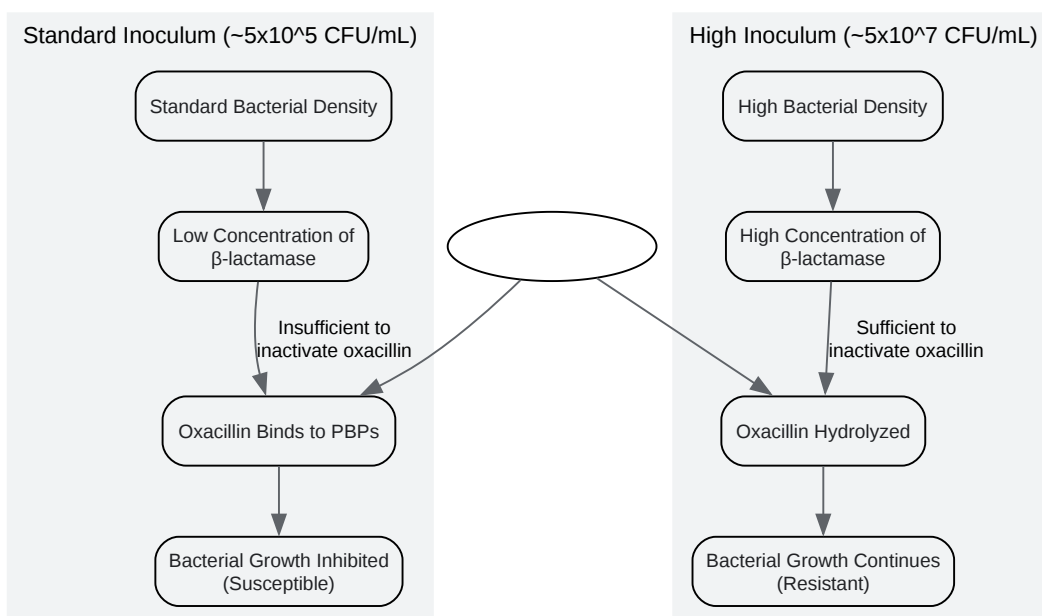 Standard Inoculum (~5x10^5 CFU/mL)
Standard Bacterial Density
Low Concentration of
β-lactamase
Insufficient to
inactivate oxacillin
Oxacillin Binds to PBPs
Bacterial Growth Inhibited
(Susceptible)
High Inoculum (~5x10^7 CFU/mL)
High Bacterial Density
High Concentration of
β-lactamase
Sufficient to
inactivate oxacillin
Oxacillin Hydrolyzed
Bacterial Growth Continues
(Resistant)